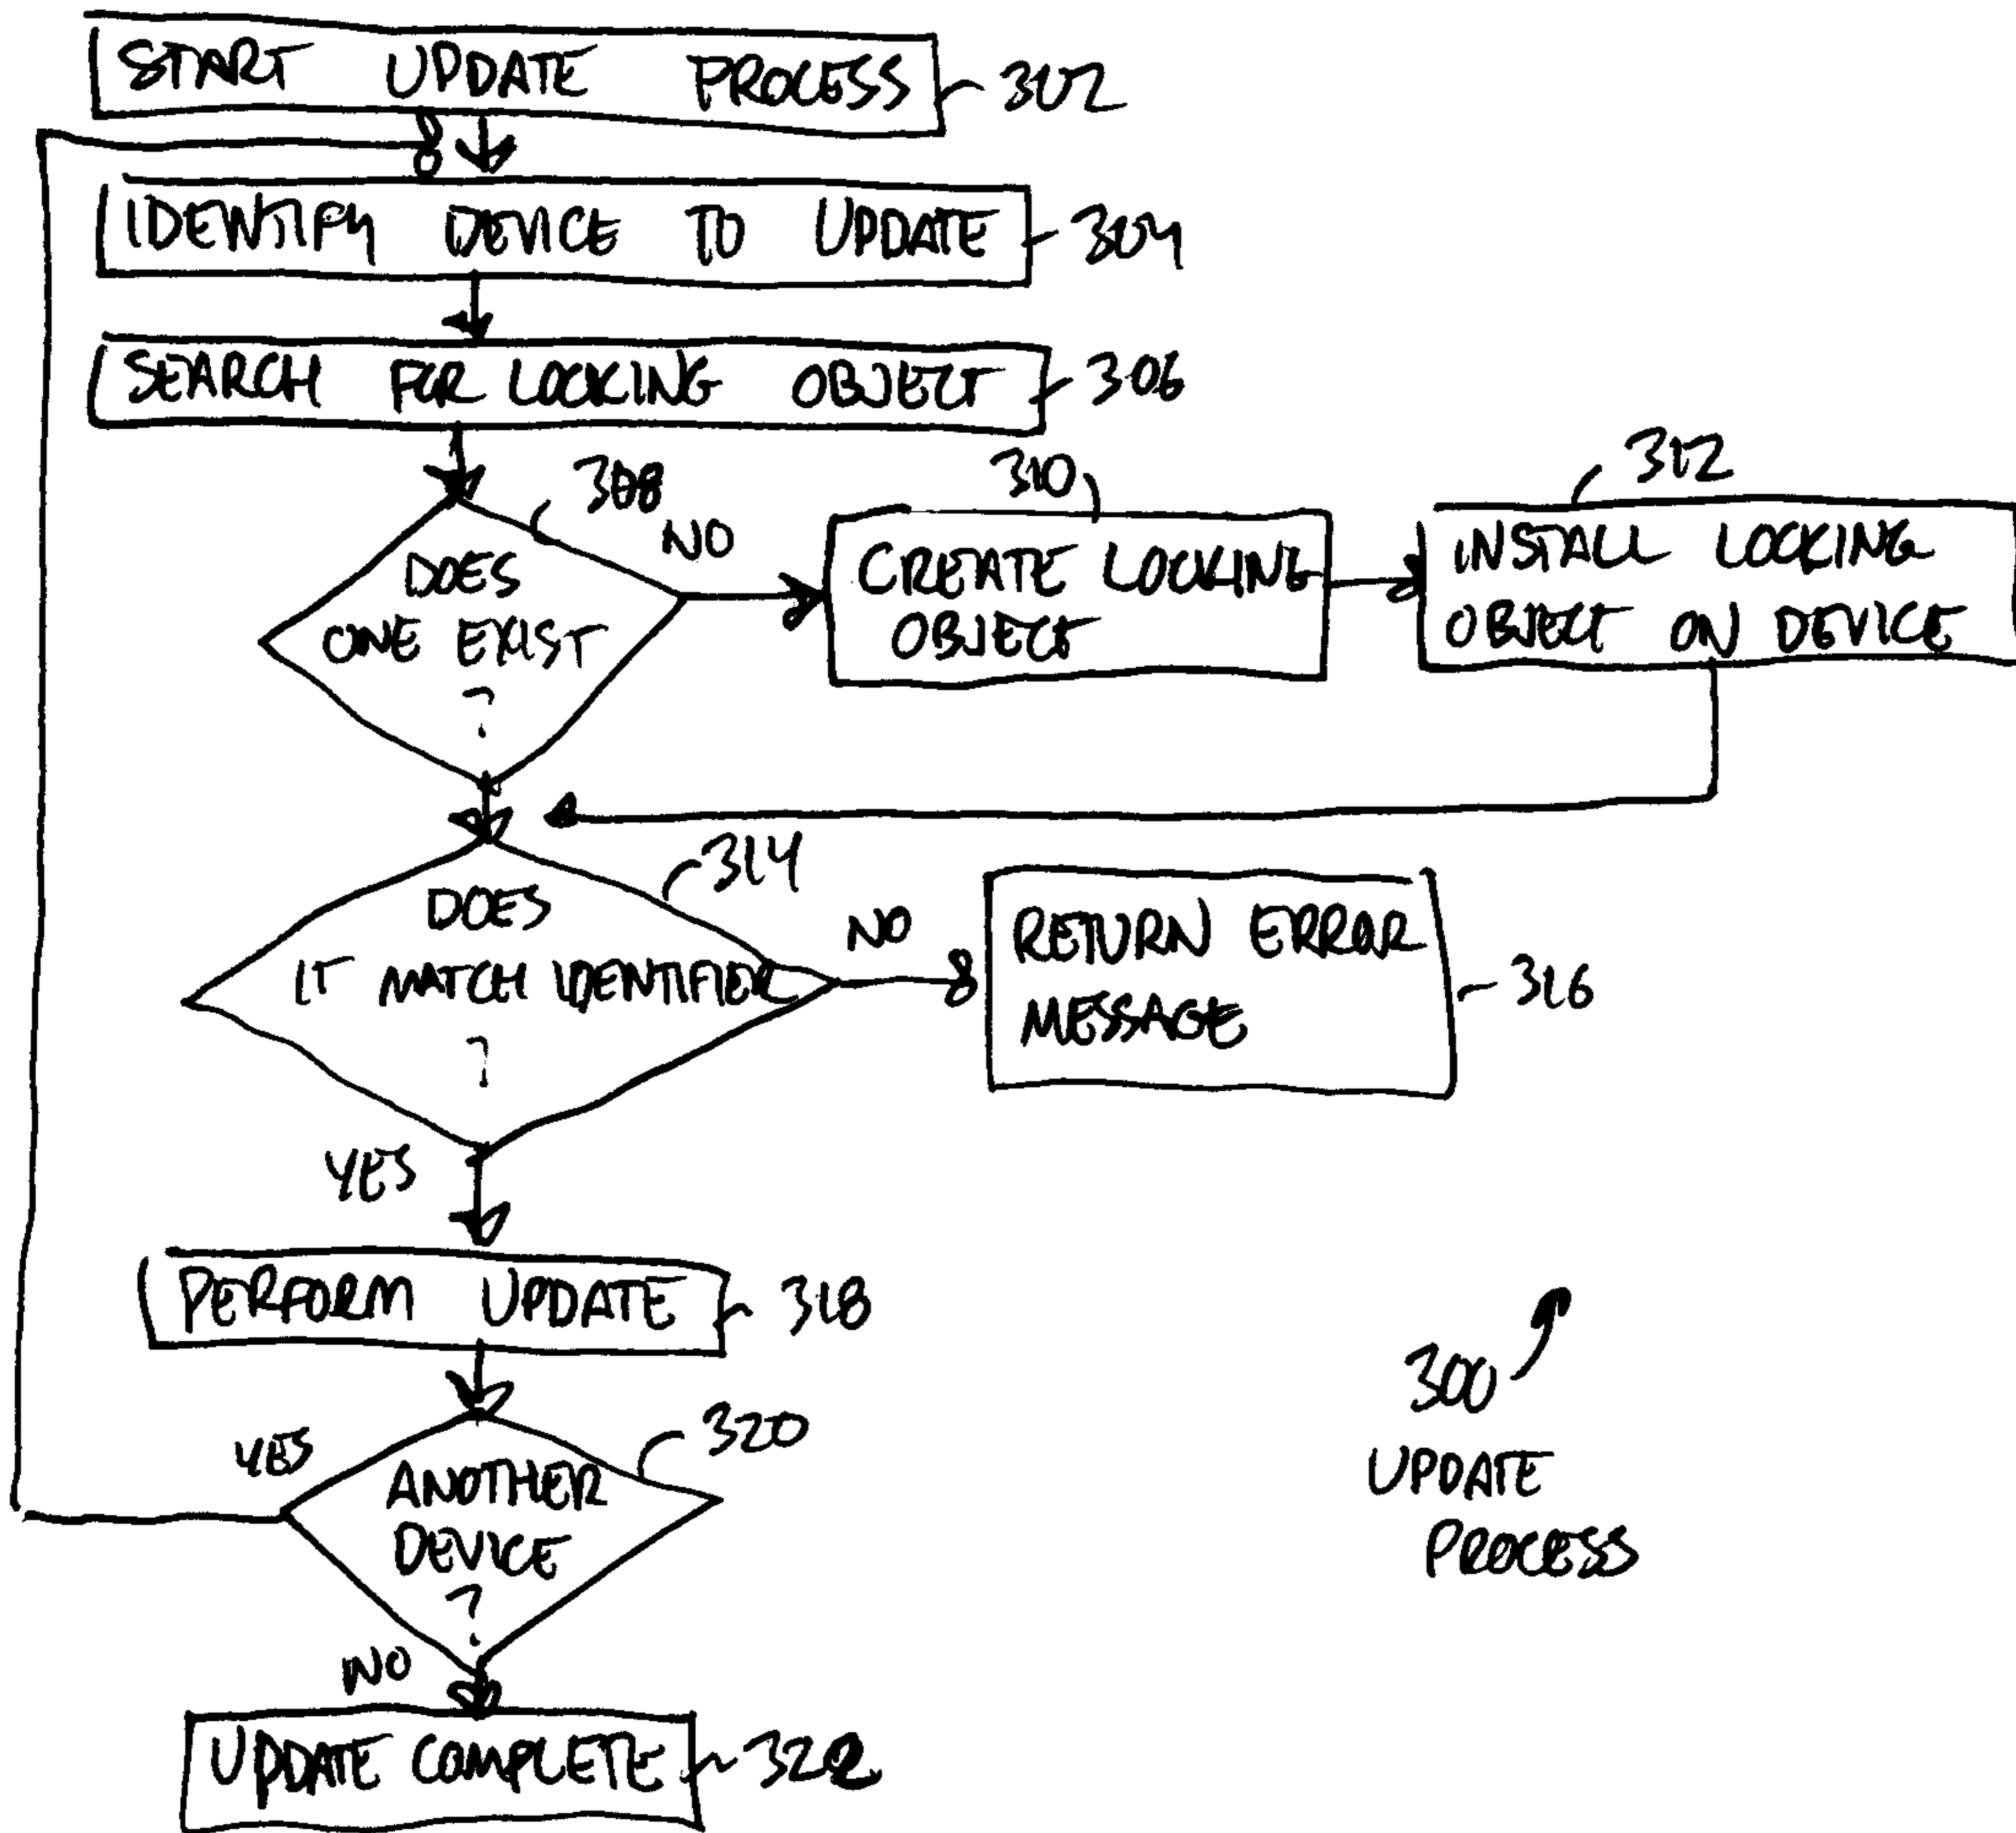 START UPDATE PROCESS 302
IDENTIFY DEVICE TO UPDATE 304
SEARCH FOR LOCKING OBJECT 306
308
DOES
ONE EXIST
?
NO
310
CREATE LOCKING
OBJECT
312
INSTALL LOCKING
OBJECT ON DEVICE
314
DOES
IT MATCH IDENTIFIER
?
NO
RETURN ERROR
MESSAGE
316
YES
PERFORM UPDATE 318
320
YES
ANOTHER
DEVICE
?
NO
UPDATE COMPLETE 322
300
UPDATE
PROCESS